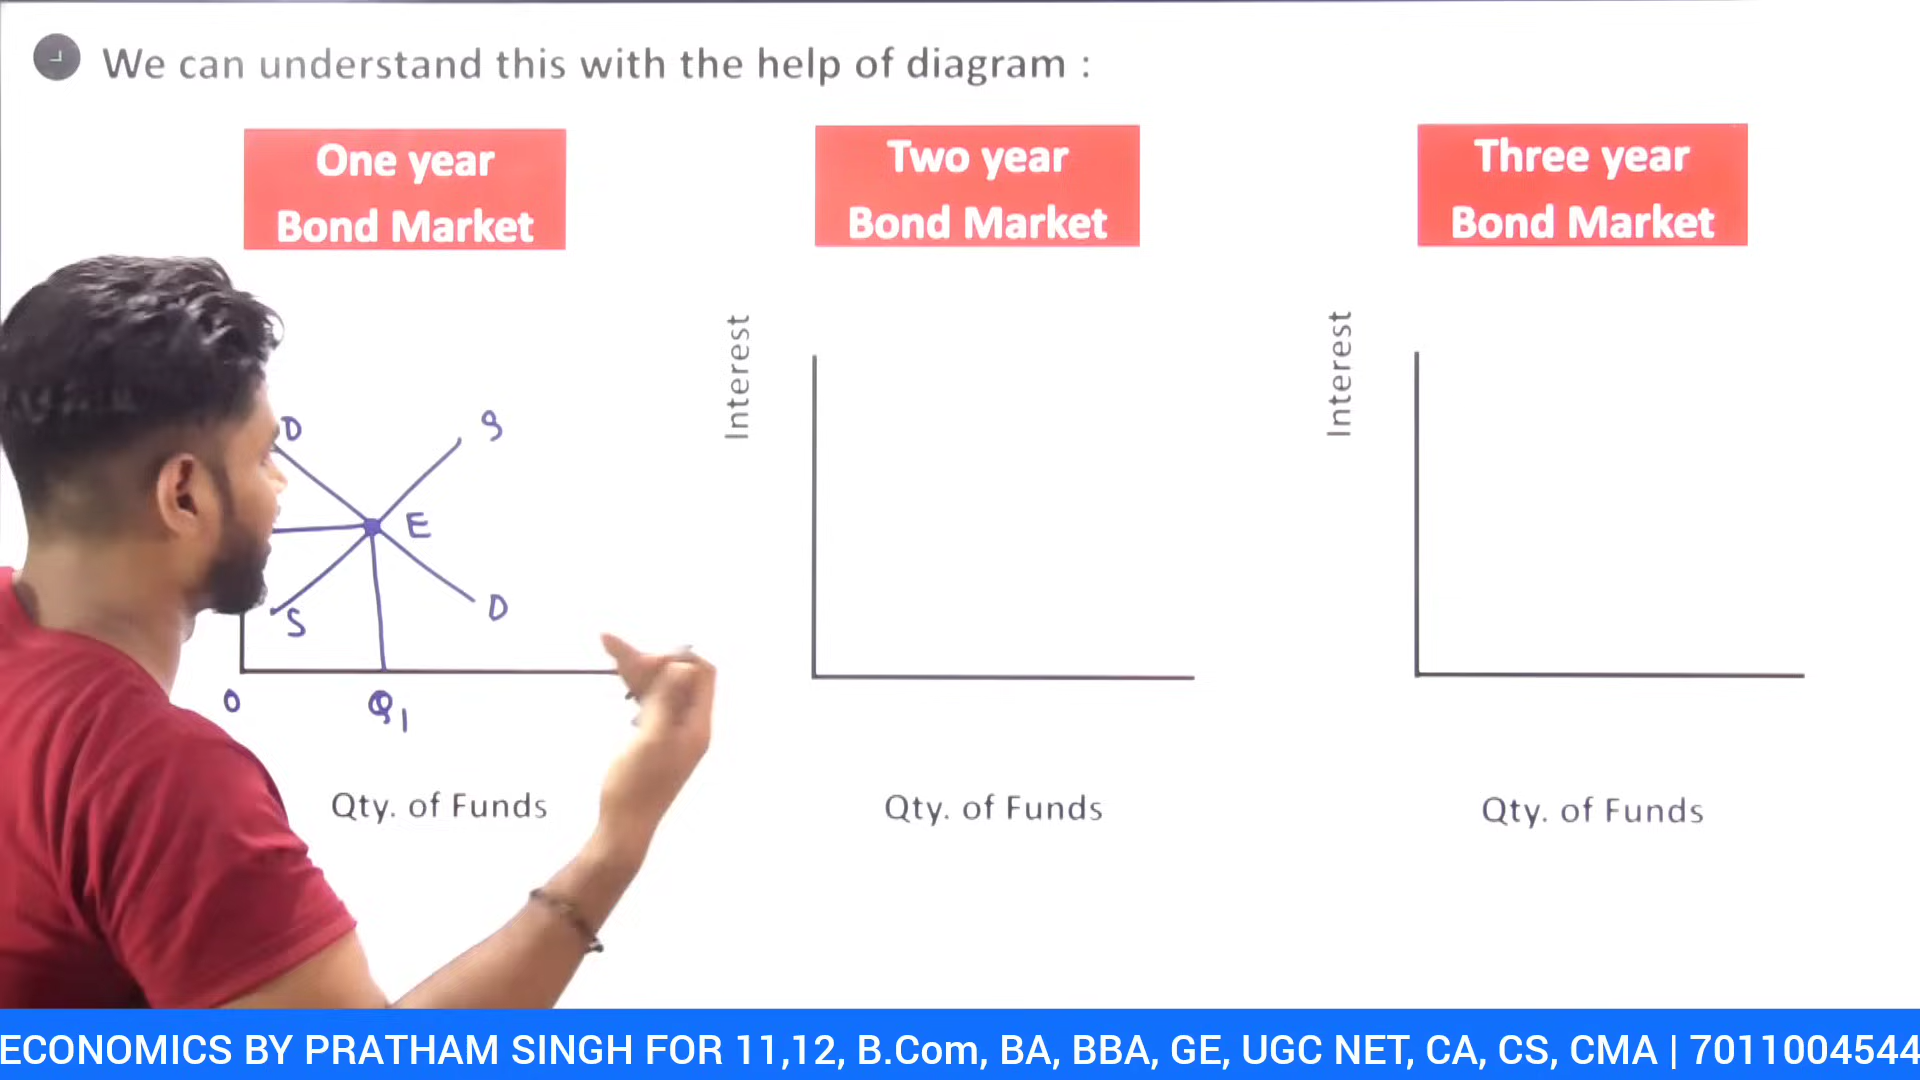 We can understand this with the help of diagram :
One year
Bond Market
Two year
Bond Market
Three year
Bond Market
Interest
Interest
D
S
E
S
D
O
Q1
Qty. of Funds
Qty. of Funds
Qty. of Funds
ECONOMICS BY PRATHAM SINGH FOR 11,12, B.Com, BA, BBA, GE, UGC NET, CA, CS, CMA | 7011004544